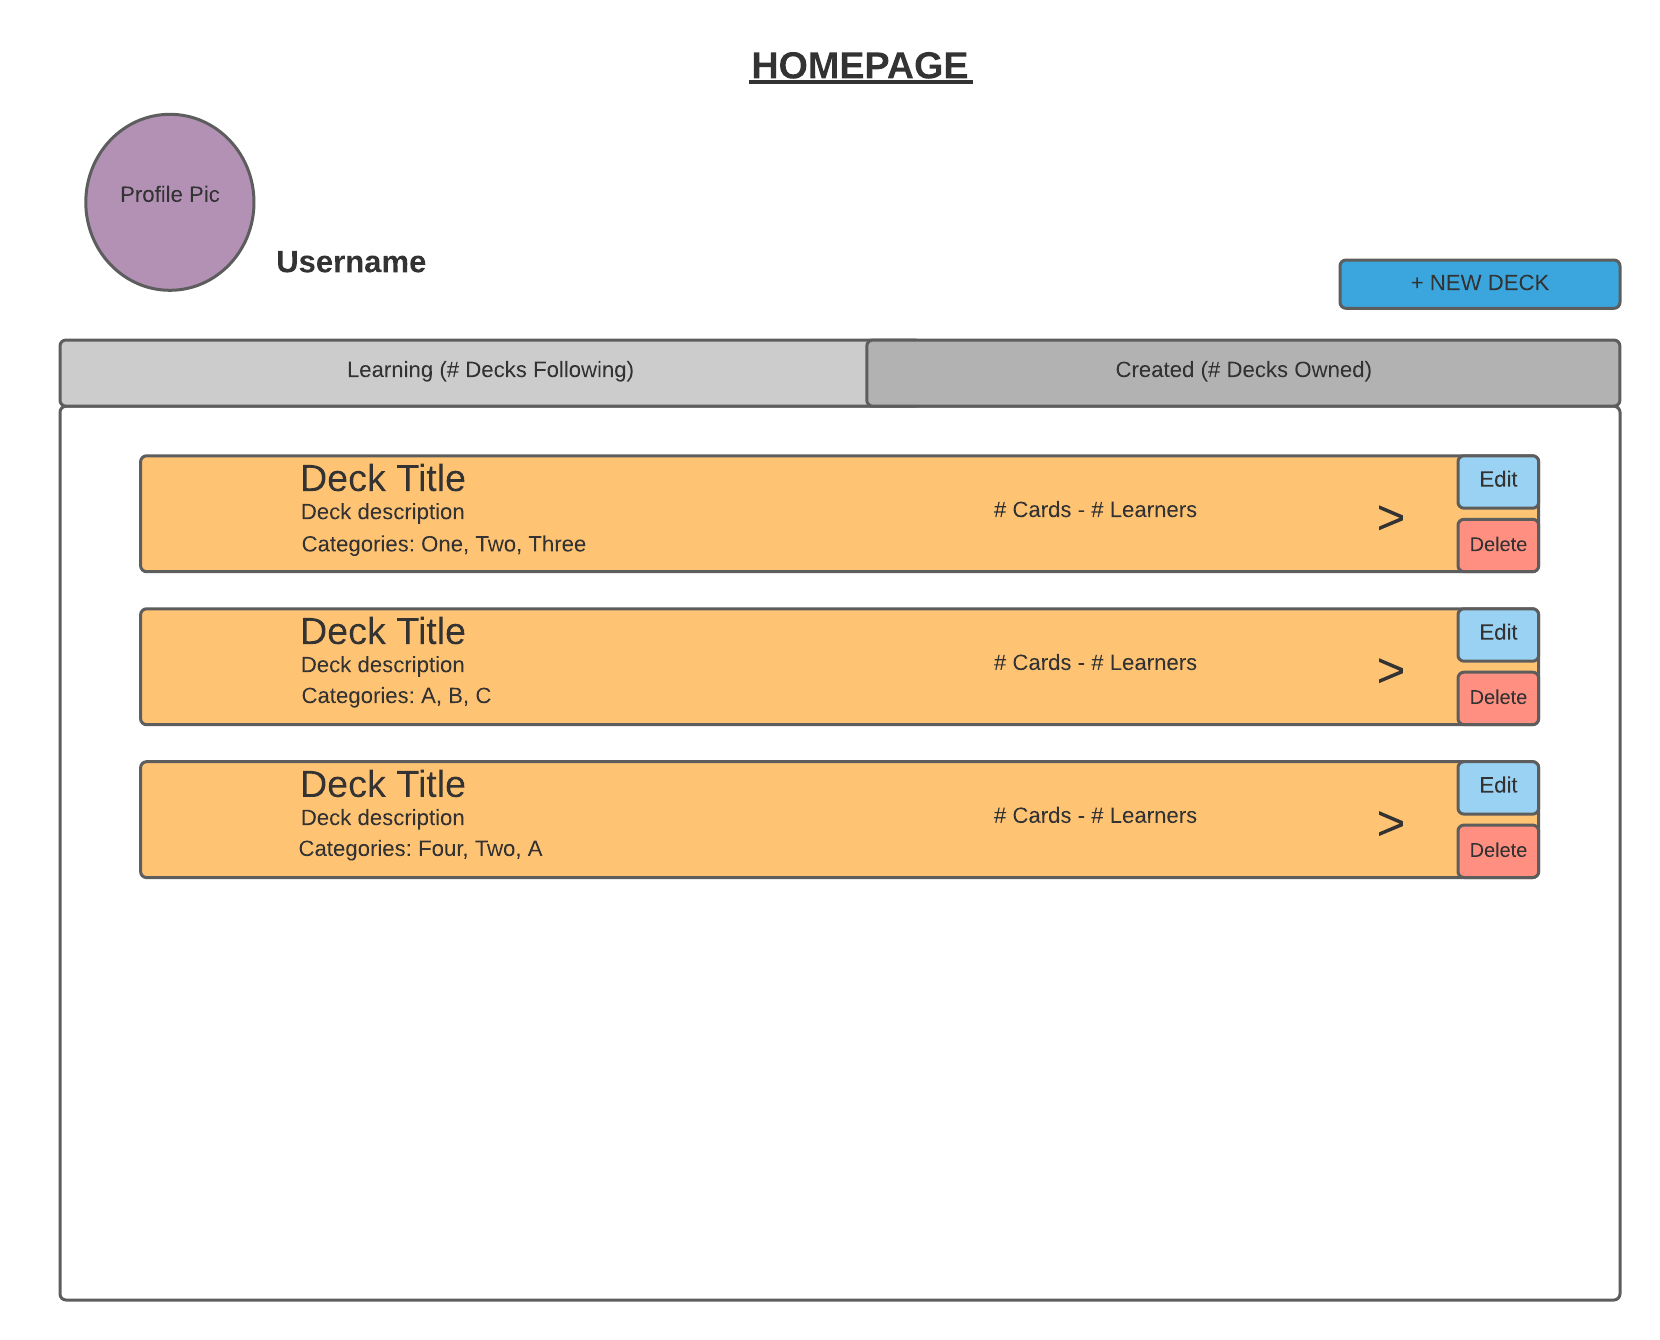 HOMEPAGE
Profile Pic
Username
+ NEW DECK
Learning (# Decks Following)
Created (# Decks Owned)
Deck Title
Deck description
Categories: One, Two, Three
# Cards - # Learners
>
Edit
Delete
Deck Title
Deck description
Categories: A, B, C
# Cards - # Learners
>
Edit
Delete
Deck Title
Deck description
Categories: Four, Two, A
# Cards - # Learners
>
Edit
Delete